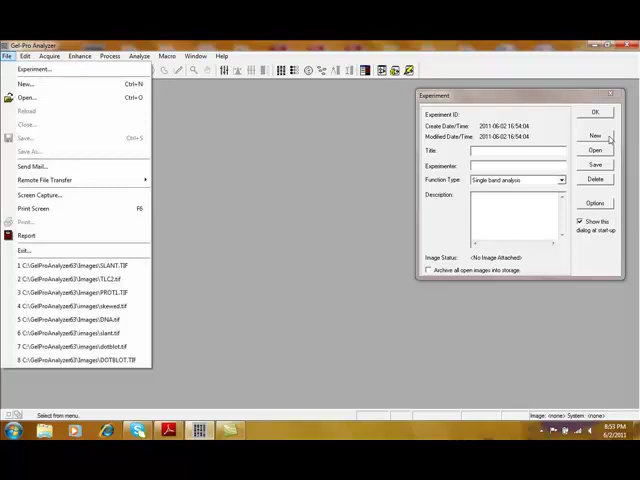 Gel-Pro Analyzer
File Edit Acquire Enhance Process Analyze Macro Window Help
Experiment...
New... Ctrl+N
Open... Ctrl+O
Reload
Close...
Save... Ctrl+S
Save As...
Send Mail...
Remote File Transfer
Screen Capture...
Print Screen F6
Print...
Report
Exit...
1 C:\GelProAnalyzer63\Images\SLANT.TIF
2 C:\GelProAnalyzer63\Images\TLC2.tif
3 C:\GelProAnalyzer63\Images\PROT1.TIF
4 C:\GelProAnalyzer63\Images\skewed.tif
5 C:\GelProAnalyzer63\Images\DNA.tif
6 C:\GelProAnalyzer63\Images\slant.tif
7 C:\GelProAnalyzer63\Images\dotblot.tif
8 C:\GelProAnalyzer63\Images\DOTBLOT.TIF
Experiment
Experiment ID:
Create Date/Time: 2011-06-02 16:54:04
Modified Date/Time: 2011-06-02 16:54:04
Title:
Experimenter:
Function Type: Single band analysis
Description:
Image Status: <No Image Attached>
Archive all open images into storage.
OK
New
Open
Save
Delete
Options
Show this
dialog at start-up
Select from menu.
Image: <none> System: <none>
8:53 PM
6/2/2011